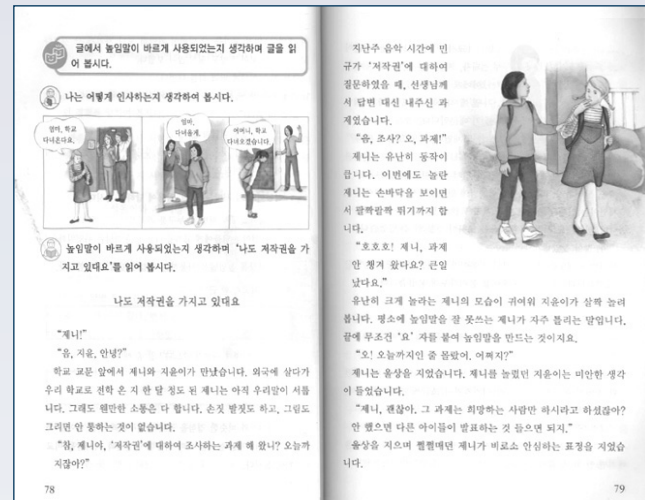 글에서 높임말이 바르게 사용되었는지 생각하며 글을 읽
어 봅시다.
나는 어떻게 인사하는지 생각하여 봅시다.
엄마, 학교
다녀온다요.
엄마,
다녀올게.
어머니, 학교
다녀오겠습니다.
높임말이 바르게 사용되었는지 생각하며 '나도 저작권을 가
지고 있대요'를 읽어 봅시다.
나도 저작권을 가지고 있대요
"제니!"
"음, 지윤, 안녕?"
학교 교문 앞에서 제니와 지윤이가 만났습니다. 외국에 살다가
우리 학교로 전학 온 지 한 달 정도 된 제니는 아직 우리말이 서툽
니다. 그래도 웬만한 소통은 다 합니다. 손짓 발짓도 하고, 그림도
그리면 안 통하는 것이 없습니다.
"참, 제니야, '저작권'에 대하여 조사하는 과제 해 왔니? 오늘까
지잖아?"
78
지난주 음악 시간에 민
규가 '저작권'에 대하여
질문하였을 때, 선생님께
서 답변 대신 내주신 과
제였습니다.
"음, 조사? 오, 과제!"
제니는 유난히 동작이
큽니다. 이번에도 놀란
제니는 손바닥을 보이면
서 팔짝팔짝 뛰기까지 합
니다.
"호호호! 제니, 과제
안 챙겨 왔다요? 큰일
났다요."
유난히 크게 놀라는 제니의 모습이 귀여워 지윤이가 살짝 놀려
봅니다. 평소에 높임말을 잘 못쓰는 제니가 자주 틀리는 말입니다.
끝에 무조건 '요' 자를 붙여 높임말을 만드는 것이지요.
"오! 오늘까지인 줄 몰랐어. 어쩌지?"
제니는 울상을 지었습니다. 제니를 놀렸던 지윤이는 미안한 생각
이 들었습니다.
"제니, 괜찮아. 그 과제는 희망하는 사람만 하시라고 하셨잖아?
안 했으면 다른 아이들이 발표하는 것 들으면 되지."
울상을 지으며 쩔쩔매던 제니가 비로소 안심하는 표정을 지었습
니다.
79